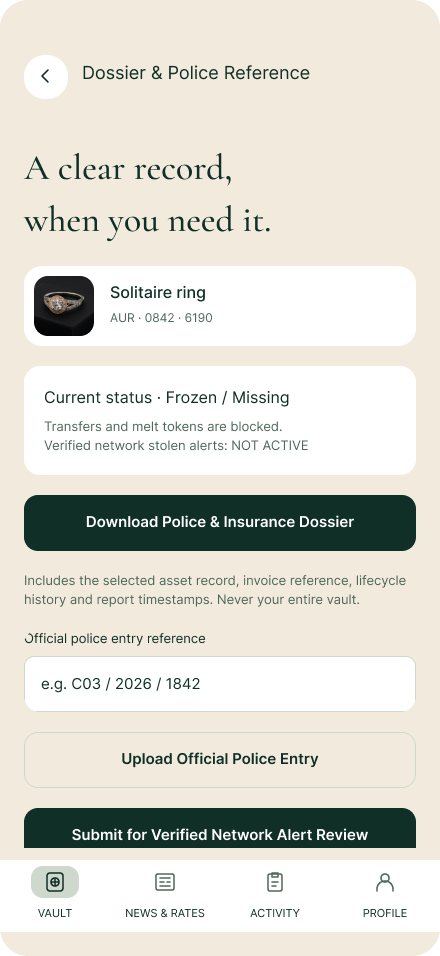 Dossier & Police Reference
A clear record,
when you need it.
Solitaire ring
AUR · 0842 · 6190
Current status · Frozen / Missing
Transfers and melt tokens are blocked.
Verified network stolen alerts: NOT ACTIVE
Download Police & Insurance Dossier
Includes the selected asset record, invoice reference, lifecycle
history and report timestamps. Never your entire vault.
Official police entry reference
e.g. C03 / 2026 / 1842
Upload Official Police Entry
Submit for Verified Network Alert Review
VAULT
NEWS & RATES
ACTIVITY
PROFILE